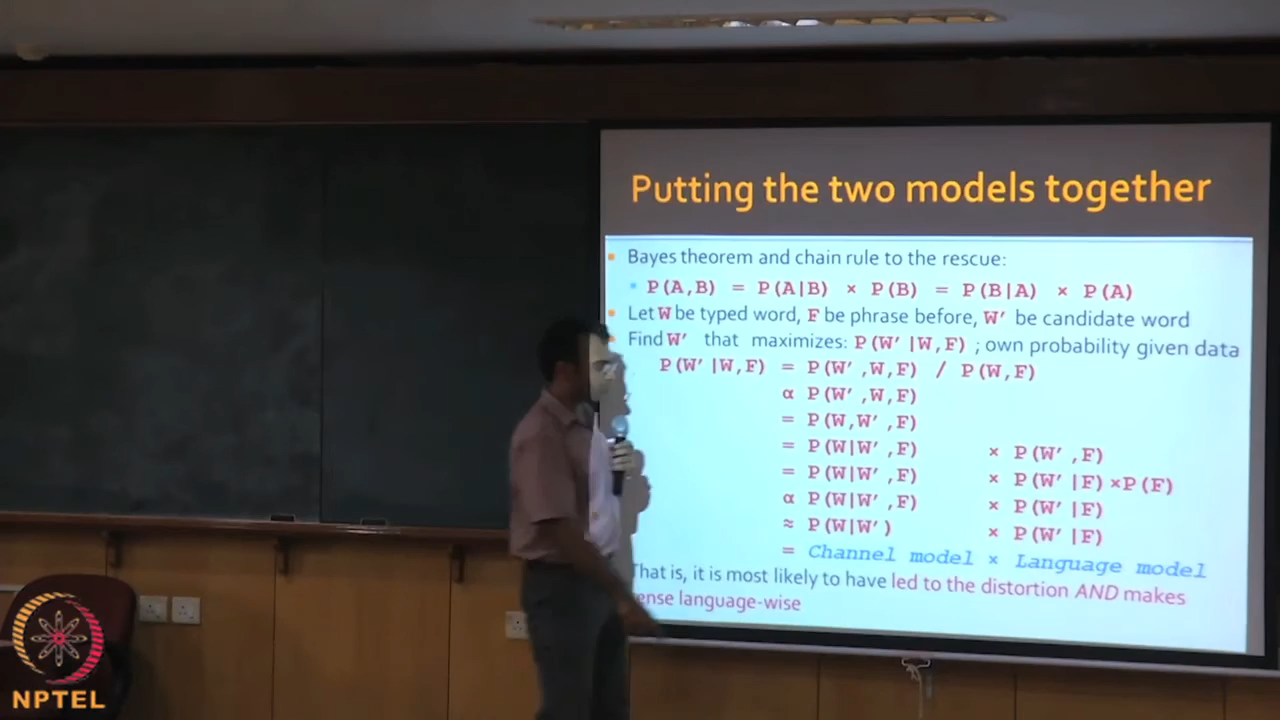 Putting the two models together
Bayes theorem and chain rule to the rescue:
P(A,B) = P(A|B) × P(B) = P(B|A) × P(A)
Let W be typed word, F be phrase before, W' be candidate word
Find W' that maximizes: P(W'|W,F) ; own probability given data
P(W'|W,F) = P(W',W,F) / P(W,F)
α P(W',W,F)
= P(W,W',F)
= P(W|W',F) × P(W',F)
= P(W|W',F) × P(W'|F) ×P(F)
α P(W|W',F) × P(W'|F)
≈ P(W|W') × P(W'|F)
= Channel model × Language model
That is, it is most likely to have led to the distortion AND makes
sense language-wise
NPTEL